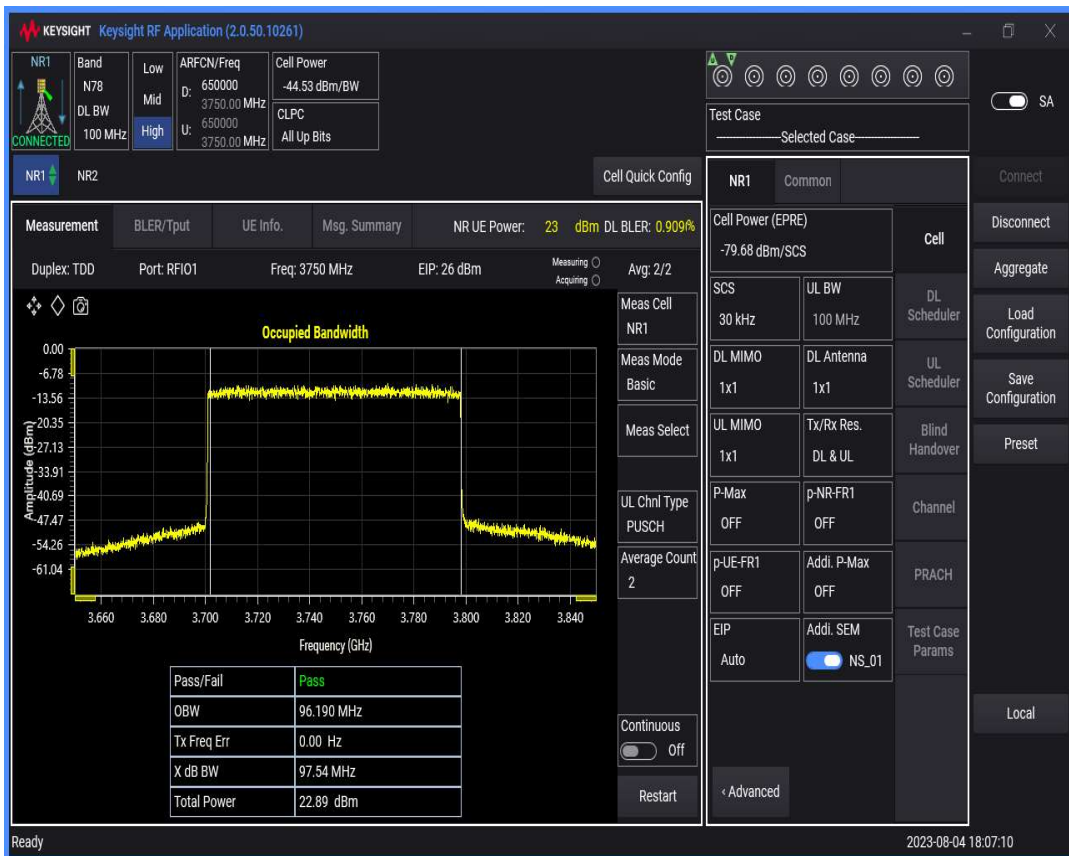 KEYSIGHT Keysight RF Application (2.0.50.10261)
NR1
CONNECTED
Band
N78
DL BW
100 MHz
Low
Mid
High
ARFCN/Freq
D: 650000
3750.00 MHz
U: 650000
3750.00 MHz
Cell Power
-44.53 dBm/BW
CLPC
All Up Bits
Test Case
Selected Case
SA
NR1 NR2
Cell Quick Config
Measurement BLER/Tput UE Info. Msg. Summary NR UE Power: 23 dBm DL BLER: 0.909%
Duplex: TDD Port: RFIO1 Freq: 3750 MHz EIP: 26 dBm Measuring Acquiring Avg: 2/2
Occupied Bandwidth
Amplitude (dBm)
0.00
-6.78
-13.56
-20.35
-27.13
-33.91
-40.69
-47.47
-54.26
-61.04
3.660 3.680 3.700 3.720 3.740 3.760 3.780 3.800 3.820 3.840
Frequency (GHz)
Pass/Fail Pass
OBW 96.190 MHz
Tx Freq Err 0.00 Hz
X dB BW 97.54 MHz
Total Power 22.89 dBm
Meas Cell
NR1
Meas Mode
Basic
Meas Select
UL Chnl Type
PUSCH
Average Count
2
Continuous
Off
Restart
NR1 Common
Cell Power (EPRE)
-79.68 dBm/SCS
SCS
30 kHz
UL BW
100 MHz
DL MIMO
1x1
DL Antenna
1x1
UL MIMO
1x1
Tx/Rx Res.
DL & UL
P-Max
OFF
p-NR-FR1
OFF
p-UE-FR1
OFF
Addi. P-Max
OFF
EIP
Auto
Addi. SEM
NS_01
‹ Advanced
Cell
DL
Scheduler
UL
Scheduler
Blind
Handover
Channel
PRACH
Test Case
Params
Connect
Disconnect
Aggregate
Load
Configuration
Save
Configuration
Preset
Local
Ready
2023-08-04 18:07:10